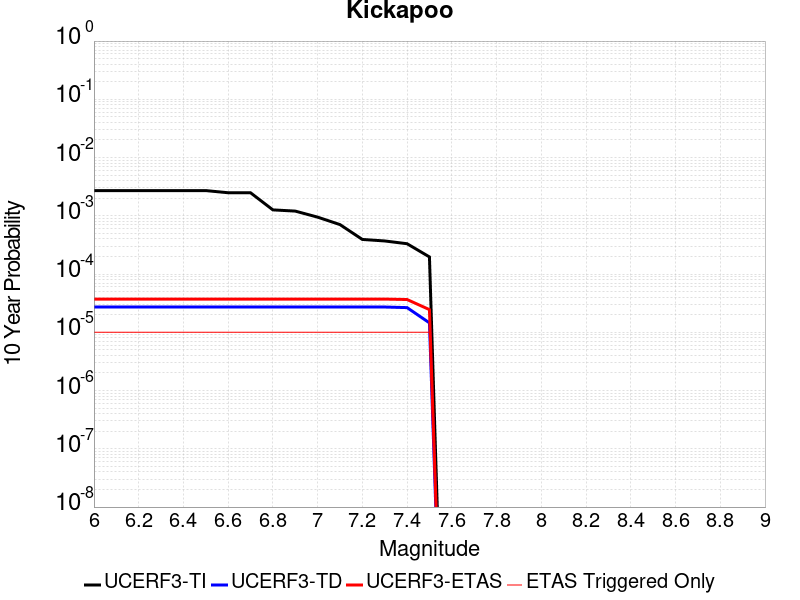 Kickapoo
10 Year Probability
10^0
10^-1
10^-2
10^-3
10^-4
10^-5
10^-6
10^-7
10^-8
6 6.2 6.4 6.6 6.8 7 7.2 7.4 7.6 7.8 8 8.2 8.4 8.6 8.8 9
Magnitude
UCERF3-TI UCERF3-TD UCERF3-ETAS ETAS Triggered Only